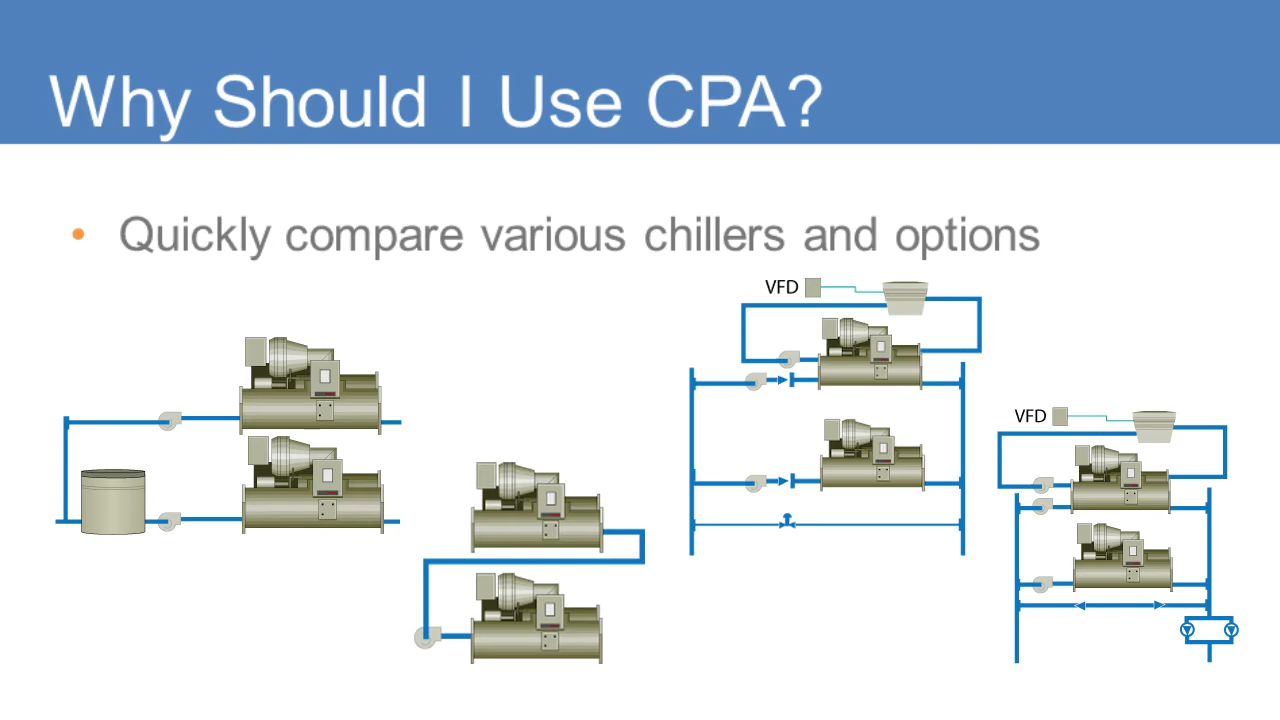 Why Should I Use CPA?
• Quickly compare various chillers and options
VFD
VFD